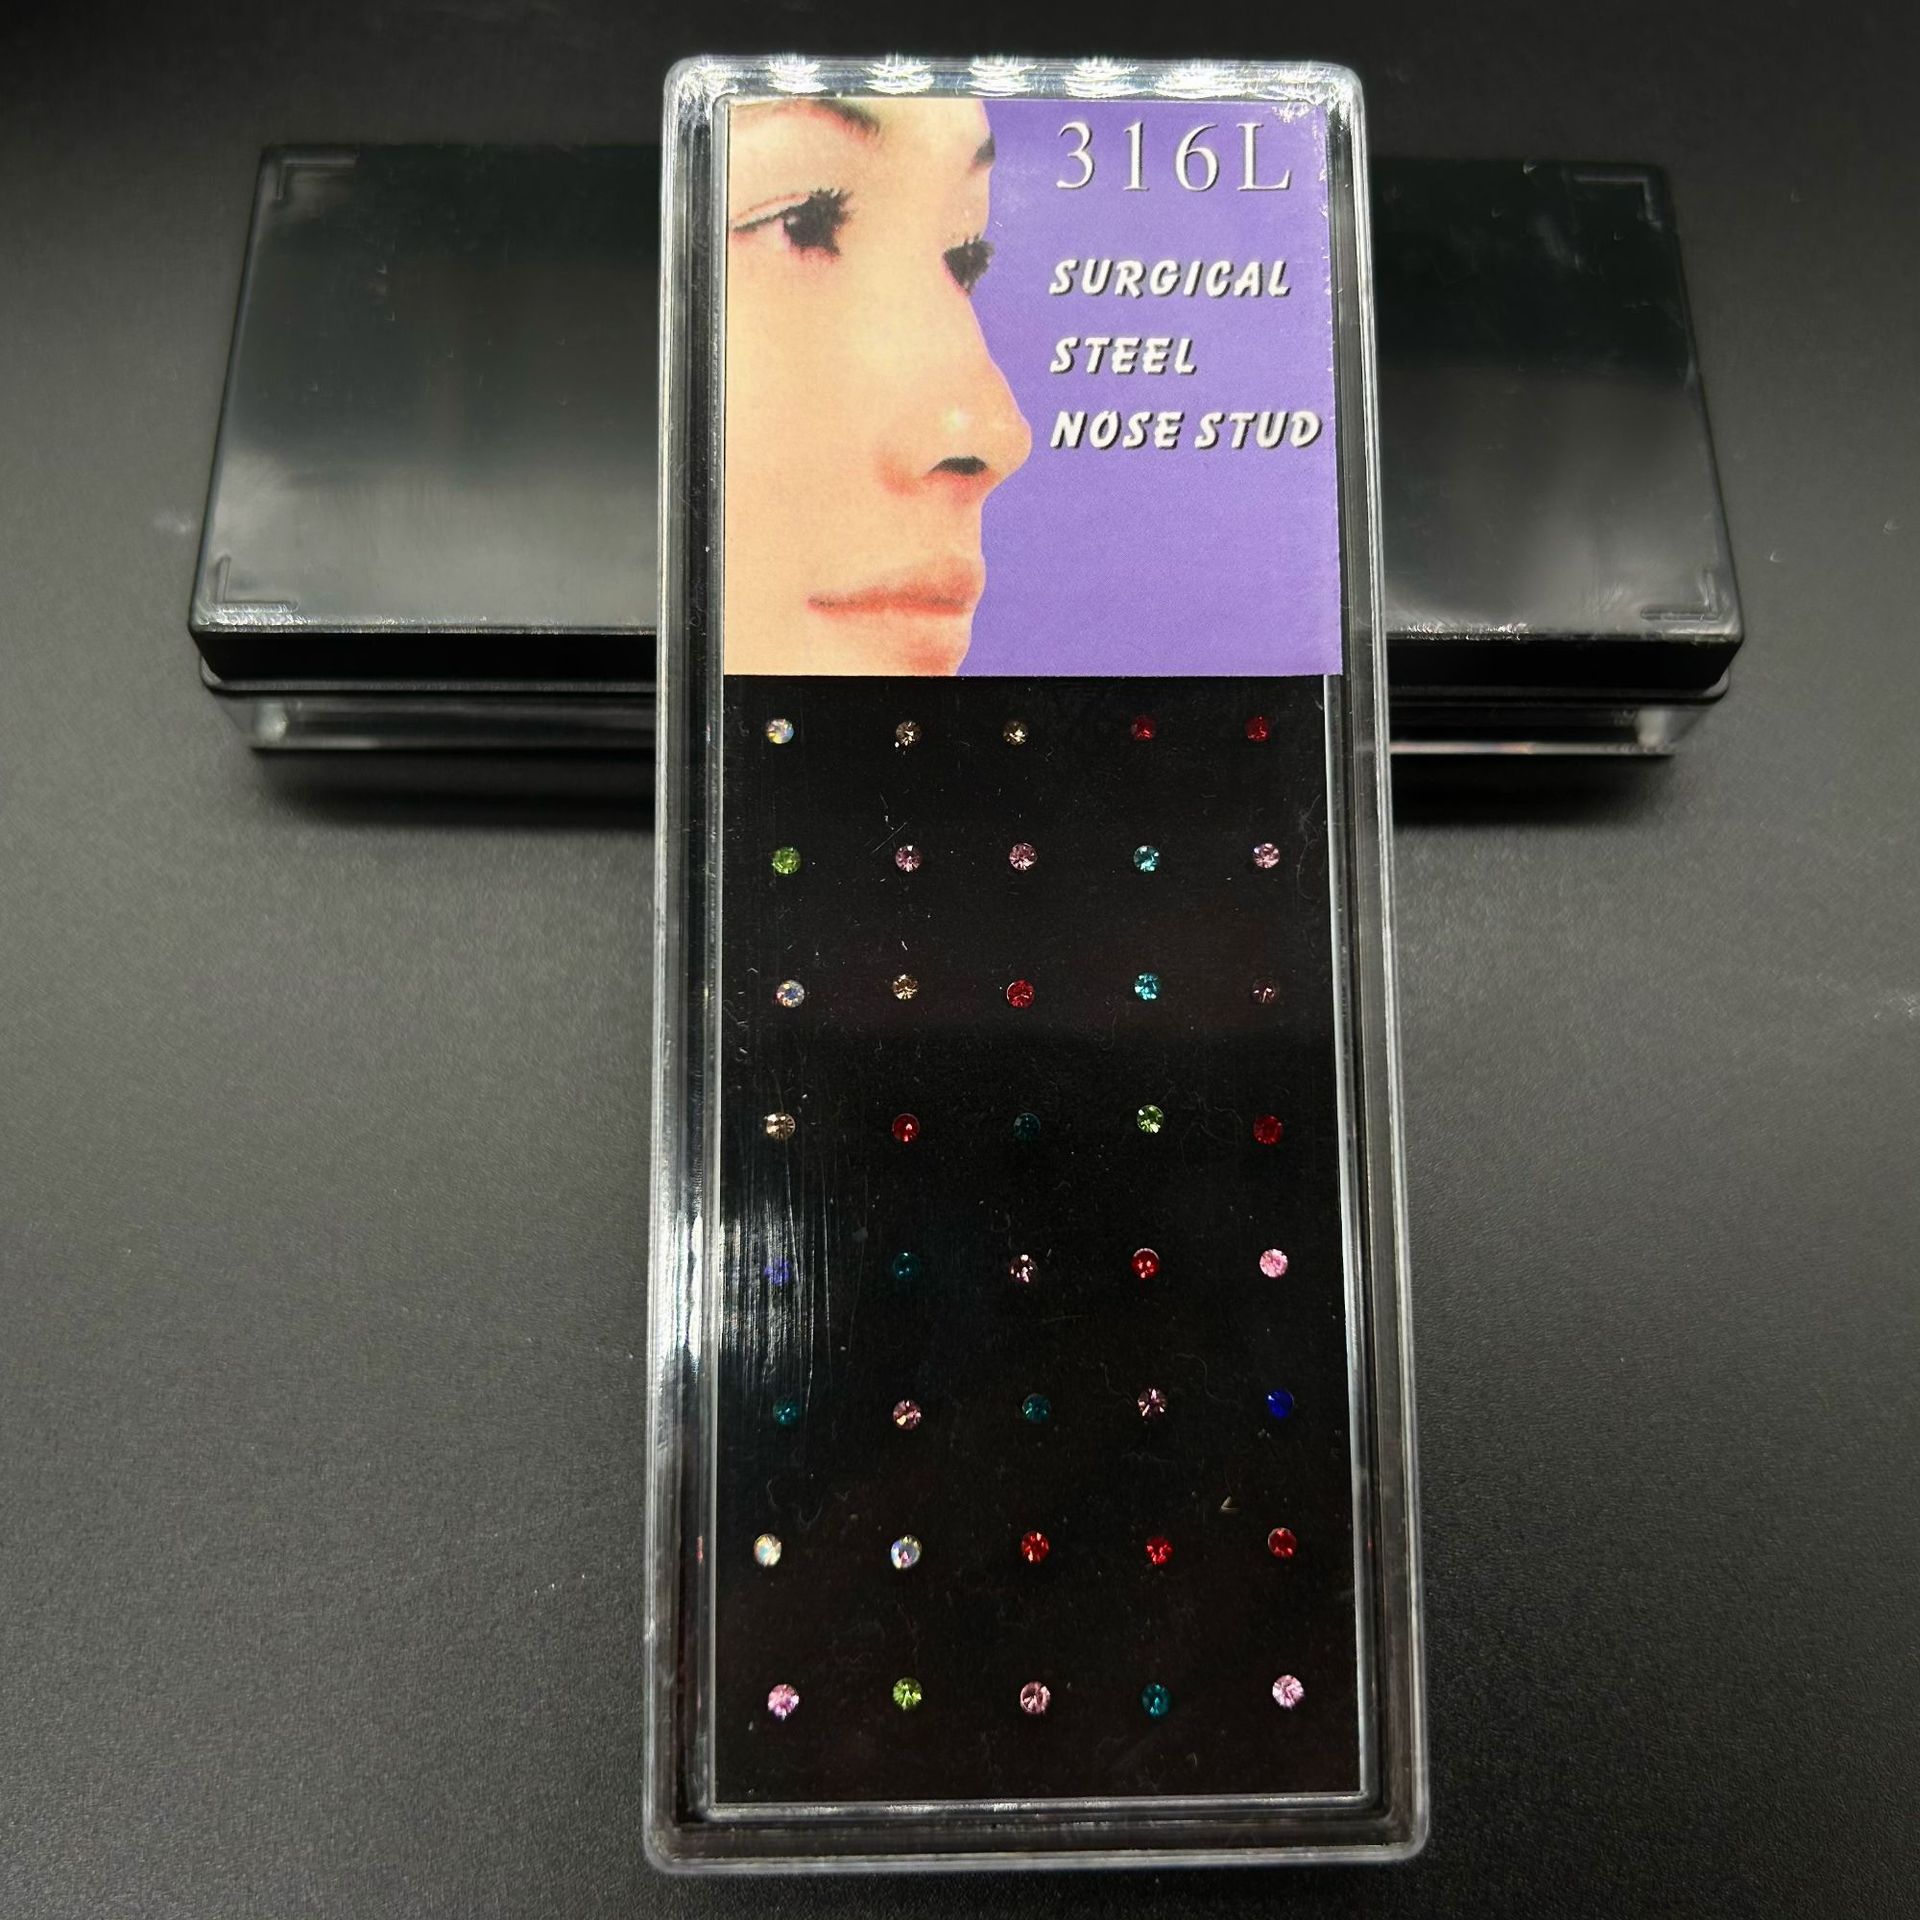 316L
SURGICAL
STEEL
NOSE STUD